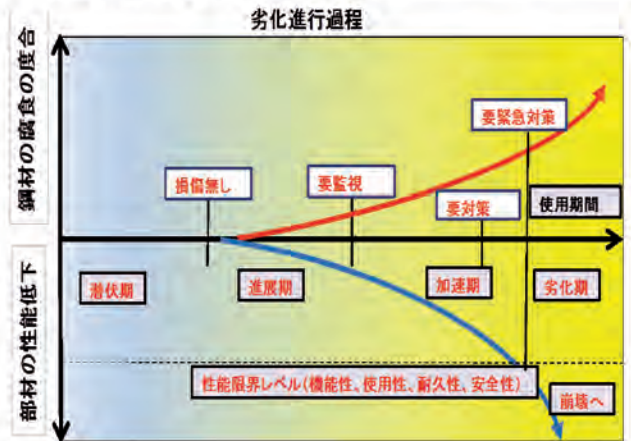 劣化進行過程
鋼材の腐食の度合
部材の性能低下
要緊急対策
損傷無し
要監視
要対策
使用期間
潜伏期
進展期
加速期
劣化期
性能限界レベル(機能性、使用性、耐久性、安全性)
崩壊へ